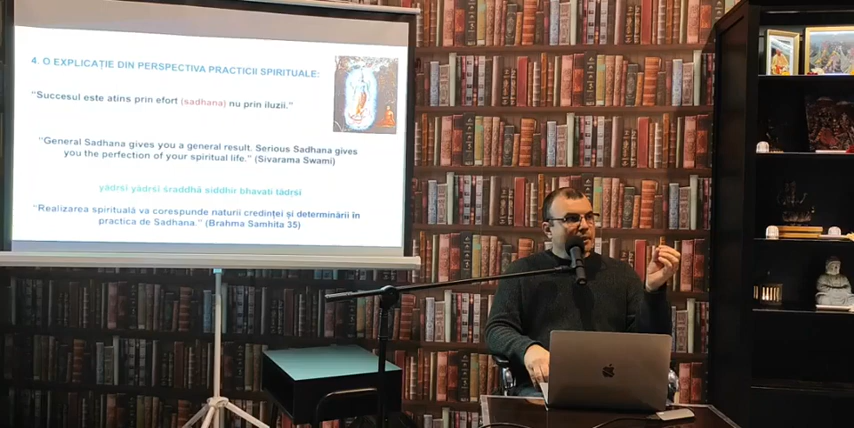 4. O EXPLICAȚIE DIN PERSPECTIVA PRACTICII SPIRITUALE:
“Succesul este atins prin efort (sadhana) nu prin iluzii.”
“General Sadhana gives you a general result. Serious Sadhana gives
you the perfection of your spiritual life.” (Sivarama Swami)
yādṛśī yādṛśī śraddhā siddhir bhavati tādṛśī
“Realizarea spirituală va corespunde naturii credinței și determinării în
practica de Sadhana.” (Brahma Samhita 35)